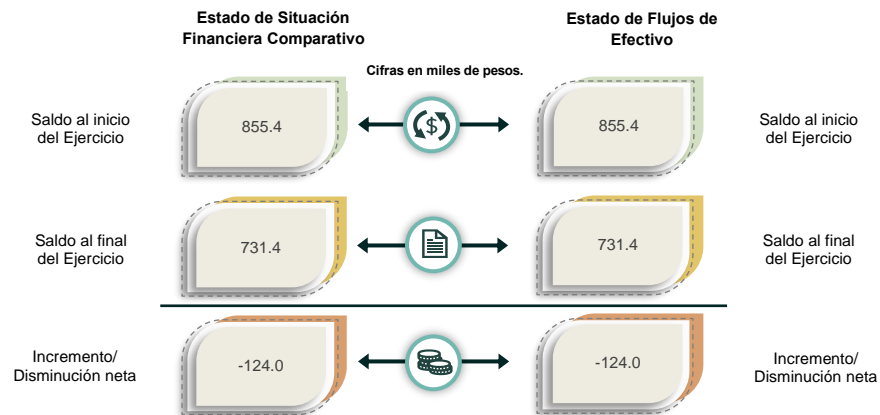 Estado de Situación
Financiera Comparativo
Estado de Flujos de
Efectivo
Cifras en miles de pesos.
Saldo al inicio
del Ejercicio
855.4
$
855.4
Saldo al inicio
del Ejercicio
Saldo al final
del Ejercicio
731.4
731.4
Saldo al final
del Ejercicio
Incremento/
Disminución neta
-124.0
-124.0
Incremento/
Disminución neta